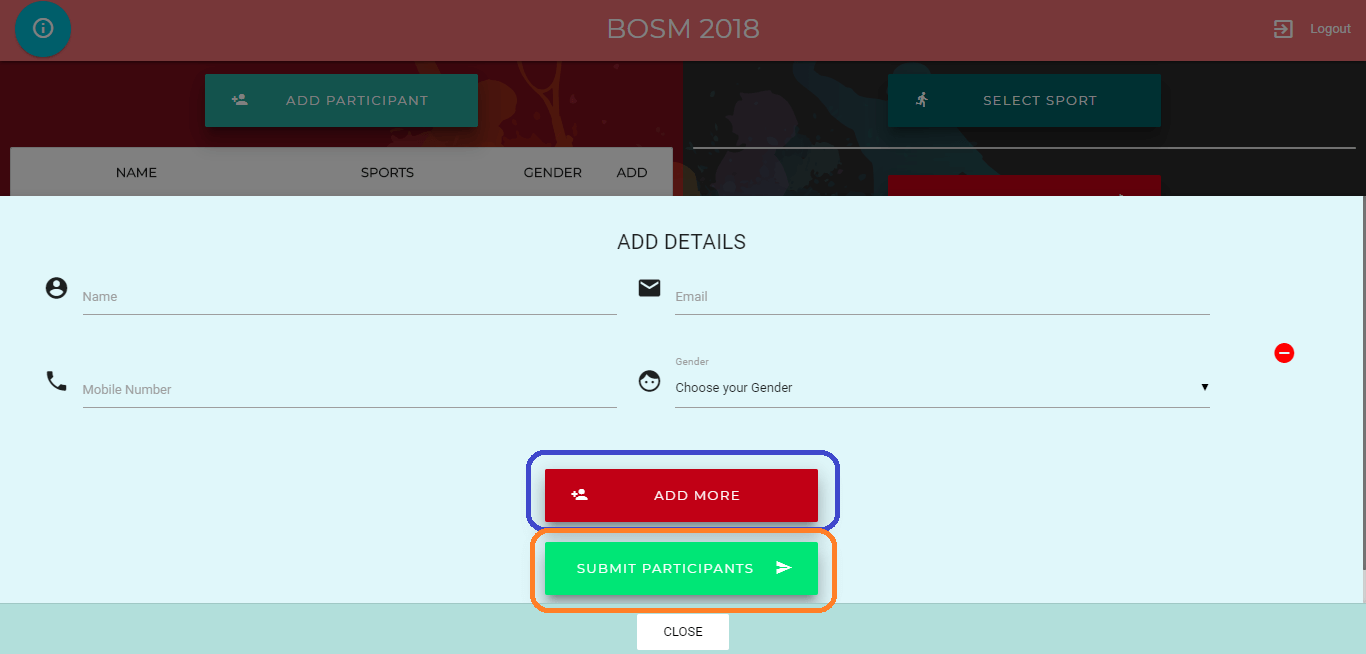 BOSM 2018
Logout
ADD PARTICIPANT
SELECT SPORT
NAME SPORTS GENDER ADD
ADD DETAILS
Name
Email
Mobile Number
Gender
Choose your Gender
ADD MORE
SUBMIT PARTICIPANTS
CLOSE